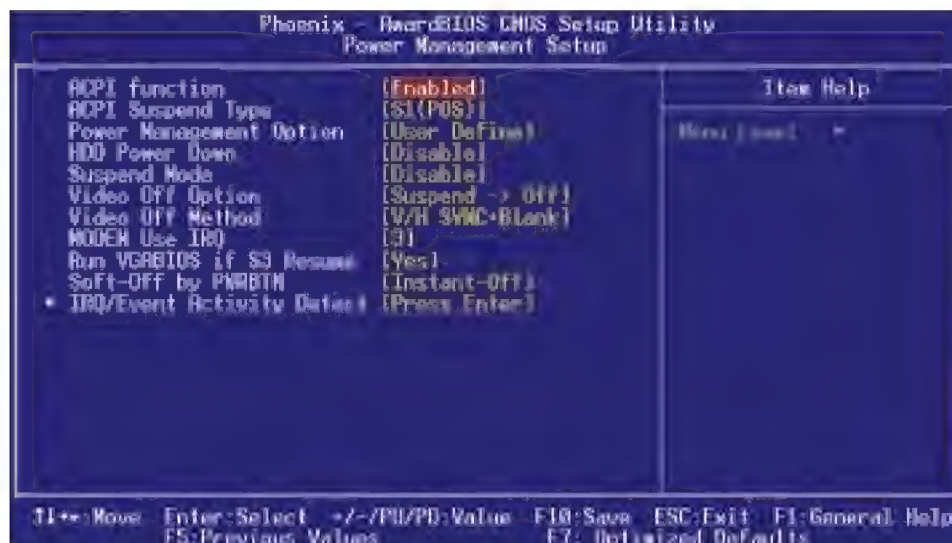 Phoenix - AwardBIOS CMOS Setup Utility
Power Management Setup
ACPI function [Enabled]
ACPI Suspend Type [S1(POS)]
Power Management Option [User Define]
HDD Power Down [Disable]
Suspend Mode [Disable]
Video Off Option [Suspend -> Off]
Video Off Method [V/H SYNC+Blank]
MODEM Use IRQ [3]
Run VGABIOS if S3 Resume [Yes]
Soft-Off by PWRBTN [Instant-Off]
IRQ/Event Activity Detect [Press Enter]
Item Help
Menu Level
↑↓→←:Move Enter:Select +/-/PU/PD:Value F10:Save ESC:Exit F1:General Help
F5:Previous Values F7: Optimized Defaults